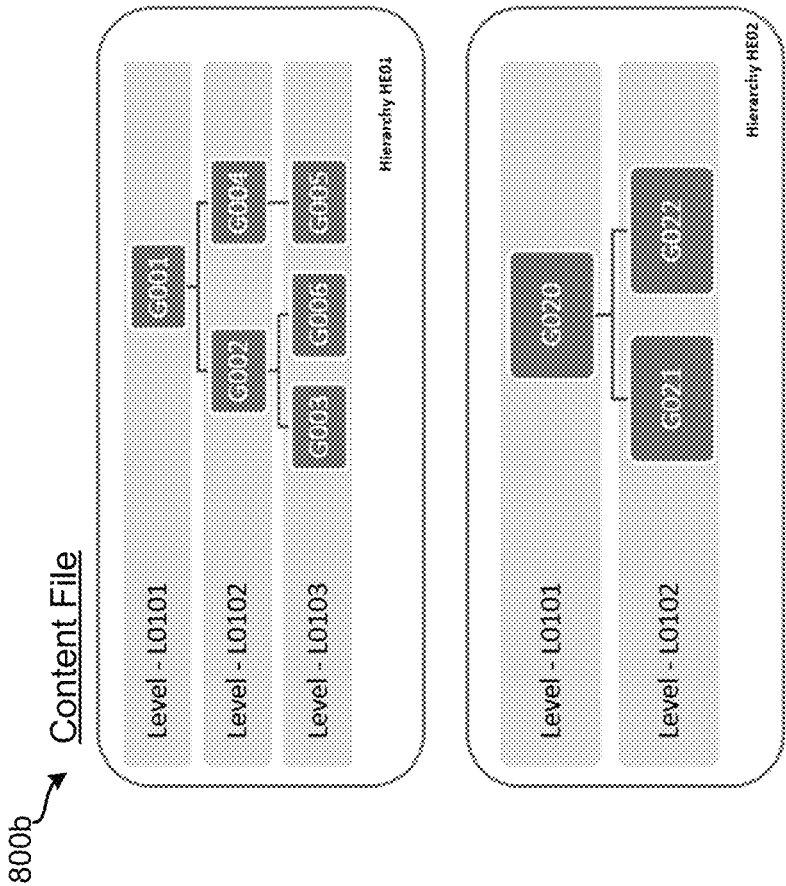 800b
Content File
Level - L0101
G001
Level - L0102
G002
G004
Level - L0103
G003
G006
G005
Hierarchy HE01
Level - L0101
G020
Level - L0102
G021
G022
Hierarchy HE02